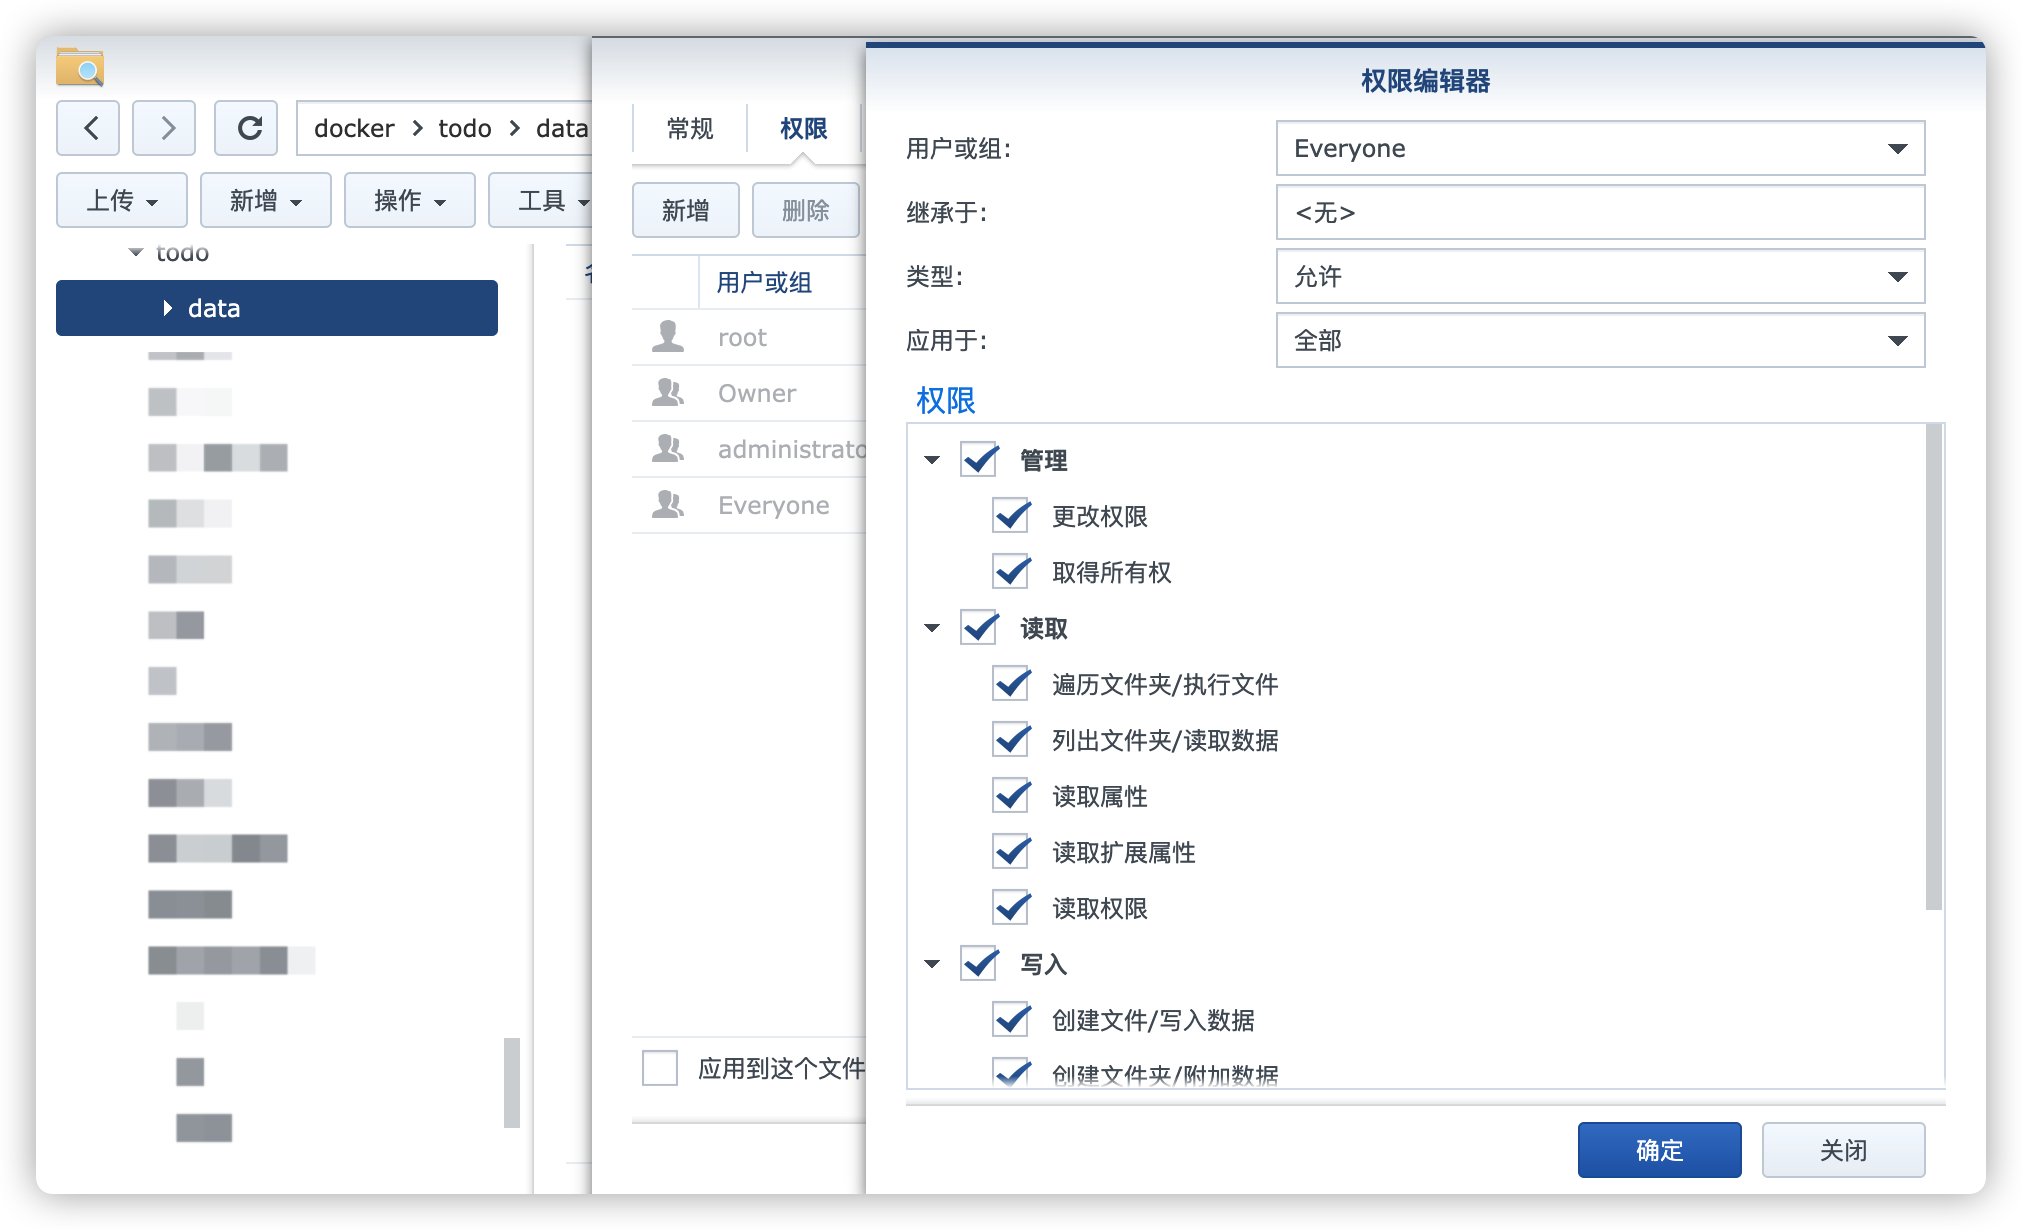 docker > todo > data
上传
新增
操作
工具
todo
data
常规
权限
新增
删除
用户或组
root
Owner
administrato
Everyone
应用到这个文件
权限编辑器
用户或组:
Everyone
继承于:
<无>
类型:
允许
应用于:
全部
权限
管理
更改权限
取得所有权
读取
遍历文件夹/执行文件
列出文件夹/读取数据
读取属性
读取扩展属性
读取权限
写入
创建文件/写入数据
创建文件夹/附加数据
确定
关闭